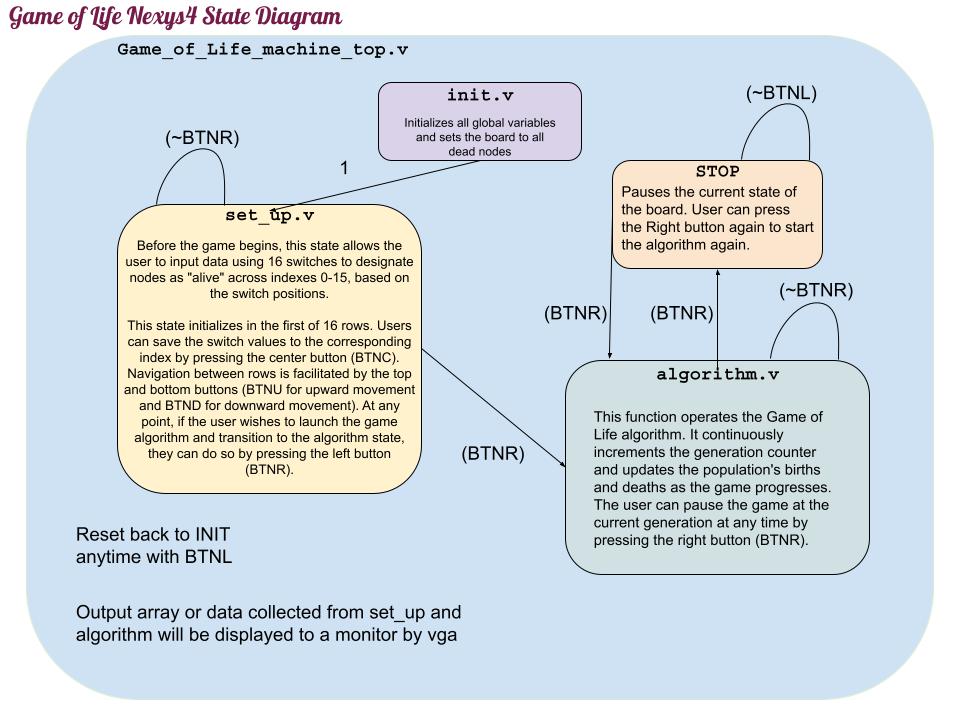 Game of Life Nexys4 State Diagram
Game_of_Life_machine_top.v
init.v
Initializes all global variables
and sets the board to all
dead nodes
1
(~BTNR)
set_up.v
Before the game begins, this state allows the
user to input data using 16 switches to designate
nodes as "alive" across indexes 0-15, based on
the switch positions.
This state initializes in the first of 16 rows. Users
can save the switch values to the corresponding
index by pressing the center button (BTNC).
Navigation between rows is facilitated by the top
and bottom buttons (BTNU for upward movement
and BTND for downward movement). At any
point, if the user wishes to launch the game
algorithm and transition to the algorithm state,
they can do so by pressing the left button
(BTNR).
(BTNR)
(~BTNL)
STOP
Pauses the current state of
the board. User can press
the Right button again to start
the algorithm again.
(BTNR)
(BTNR)
(~BTNR)
algorithm.v
This function operates the Game of
Life algorithm. It continuously
increments the generation counter
and updates the population's births
and deaths as the game progresses.
The user can pause the game at the
current generation at any time by
pressing the right button (BTNR).
Reset back to INIT
anytime with BTNL
Output array or data collected from set_up and
algorithm will be displayed to a monitor by vga